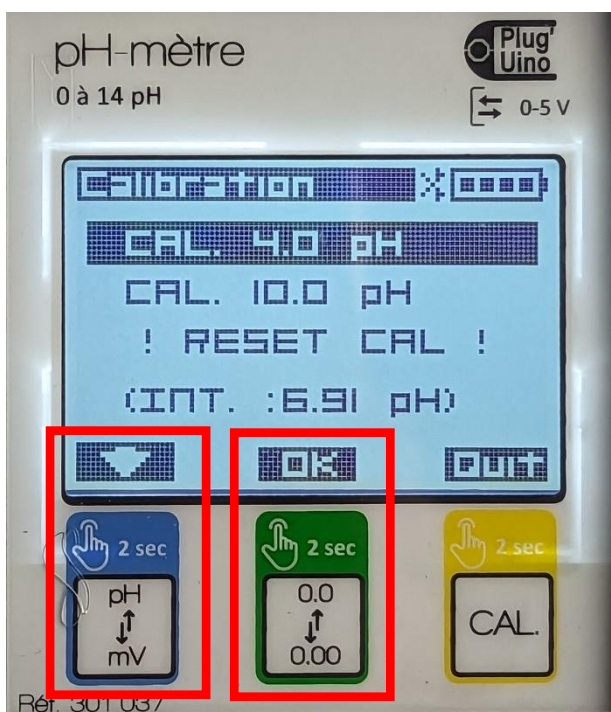 pH-mètre
Plug'
Uino
0 à 14 pH
0-5 V
Calibration
CAL. 4.0 pH
CAL. 10.0 pH
! RESET CAL !
(INT. :6.91 pH)
OK
Quit
2 sec
2 sec
2 sec
pH
mV
0.0
0.00
CAL.
Réf. 301 037